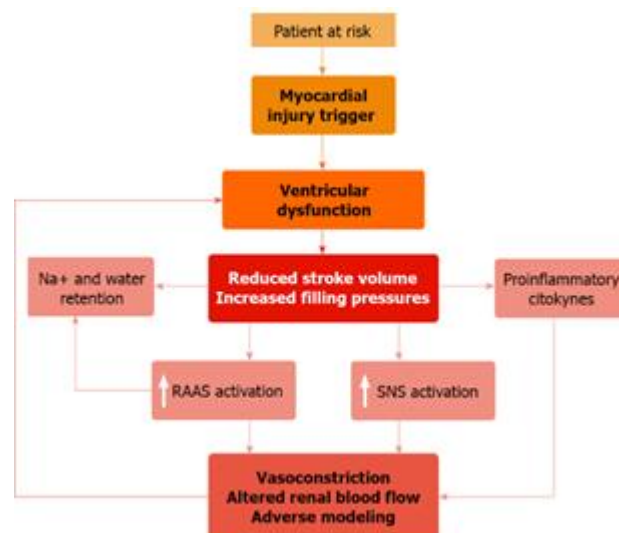 Patient at risk
Myocardial
injury trigger
Ventricular
dysfunction
Na+ and water
retention
Reduced stroke volume
Increased filling pressures
Proinflammatory
citokynes
RAAS activation
SNS activation
Vasoconstriction
Altered renal blood flow
Adverse modeling